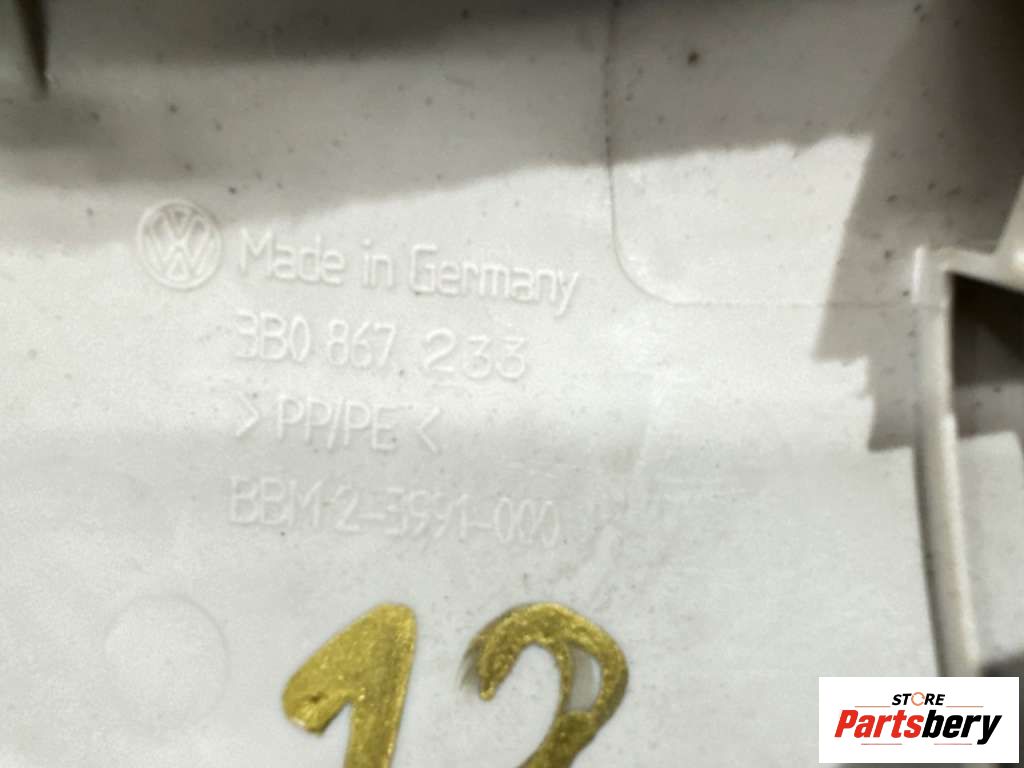 Made in Germany
3B0 867 233
>PP/PE<
BBM 2-3991-000
12
STORE
Partsbery